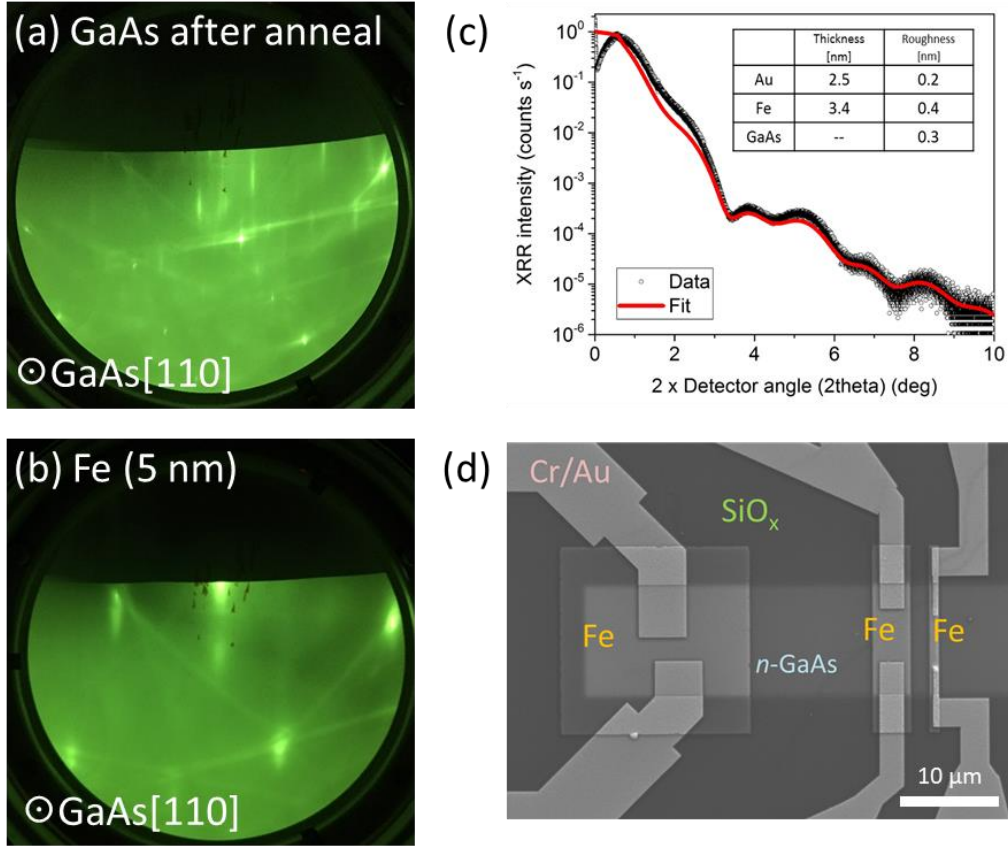 (a) GaAs after anneal
⊙GaAs[110]
(b) Fe (5 nm)
⊙GaAs[110]
(c)
XRR intensity (counts s⁻¹)
10⁰
10⁻¹
10⁻²
10⁻³
10⁻⁴
10⁻⁵
10⁻⁶
Thickness [nm] Roughness [nm]
Au 2.5 0.2
Fe 3.4 0.4
GaAs -- 0.3
Data
Fit
0 2 4 6 8 10
2 x Detector angle (2theta) (deg)
(d)
Cr/Au
SiOₓ
Fe
Fe
Fe
n-GaAs
10 µm